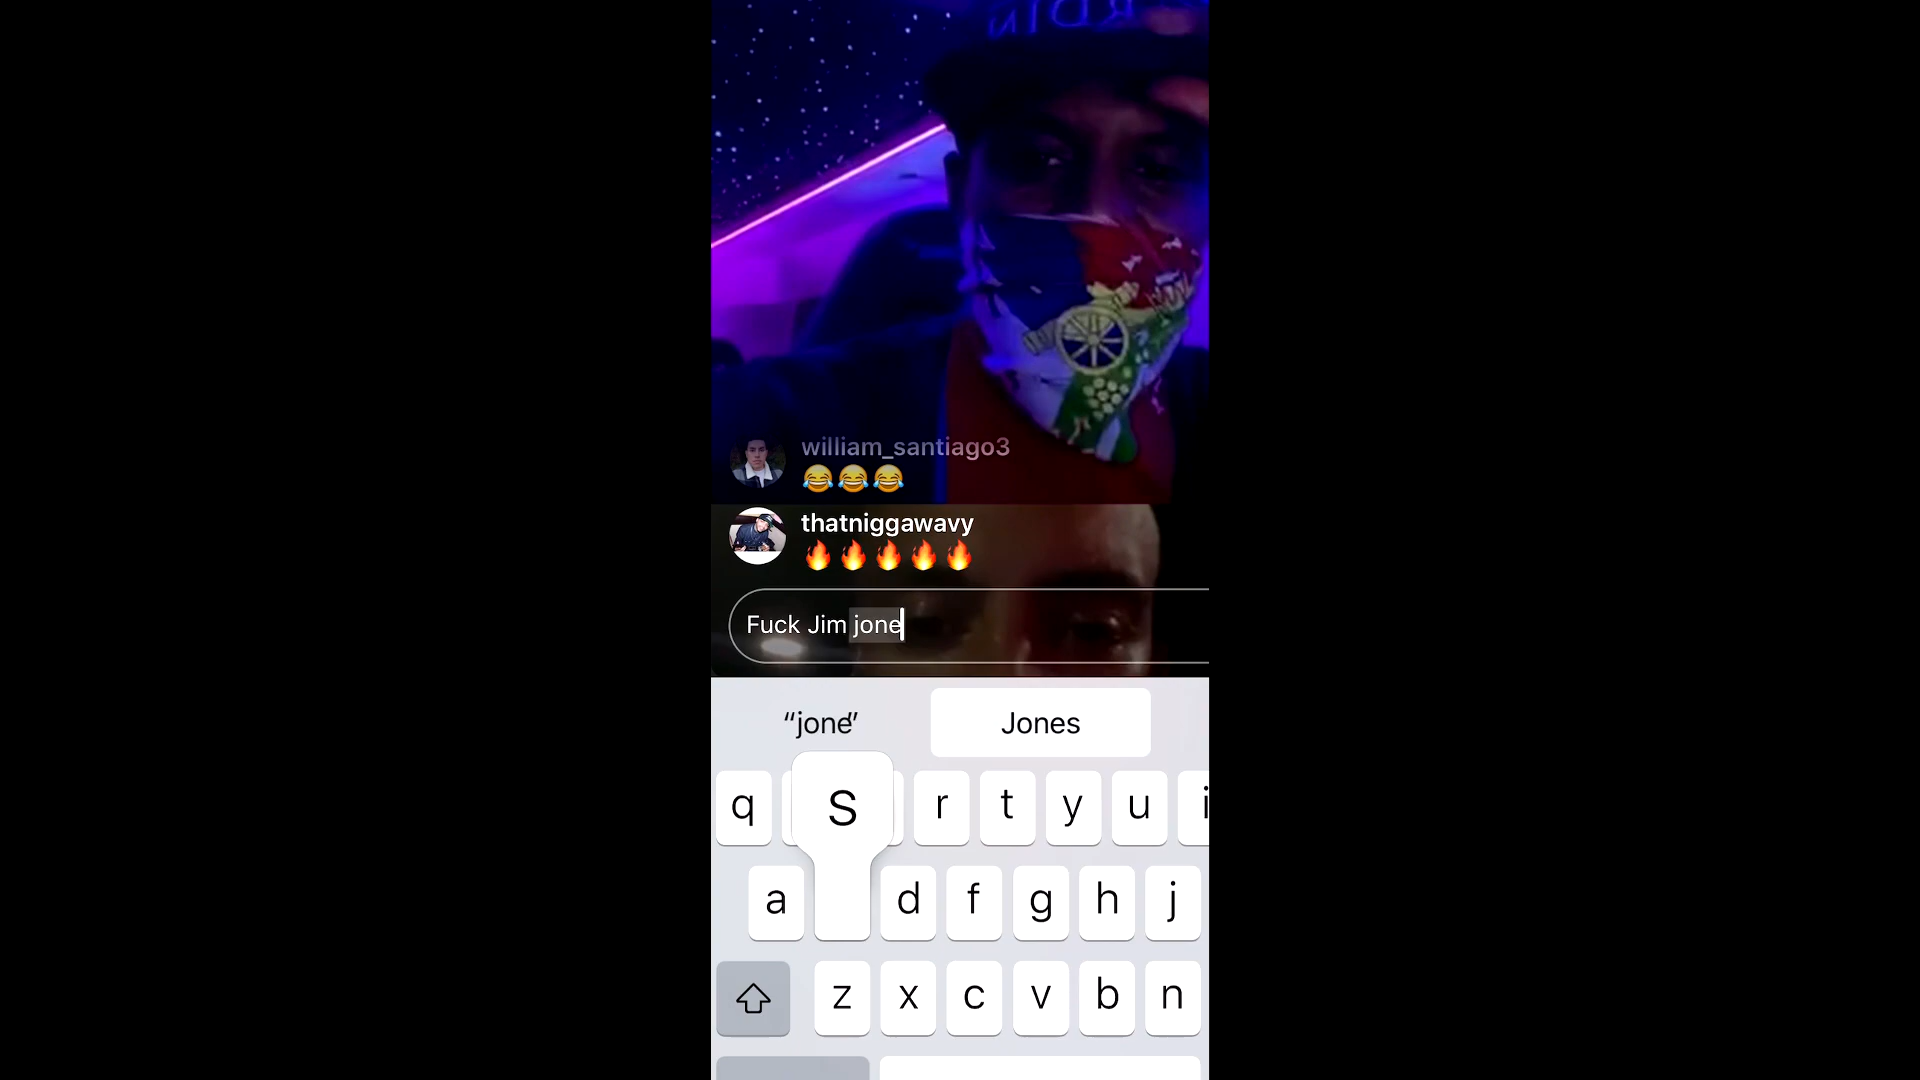 william_santiago3
😂😂😂
thatniggawavy
🔥🔥🔥🔥🔥
Fuck Jim jone
“jone” Jones
q r t y u i
S
a d f g h j
z x c v b n